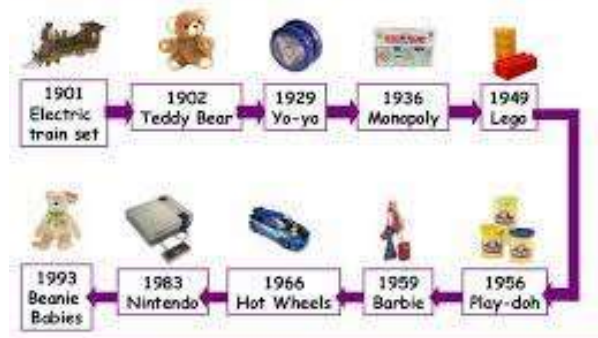 1901
Electric
train set
1902
Teddy Bear
1929
Yo-yo
1936
Monopoly
1949
Lego
1956
Play-doh
1959
Barbie
1966
Hot Wheels
1983
Nintendo
1993
Beanie
Babies